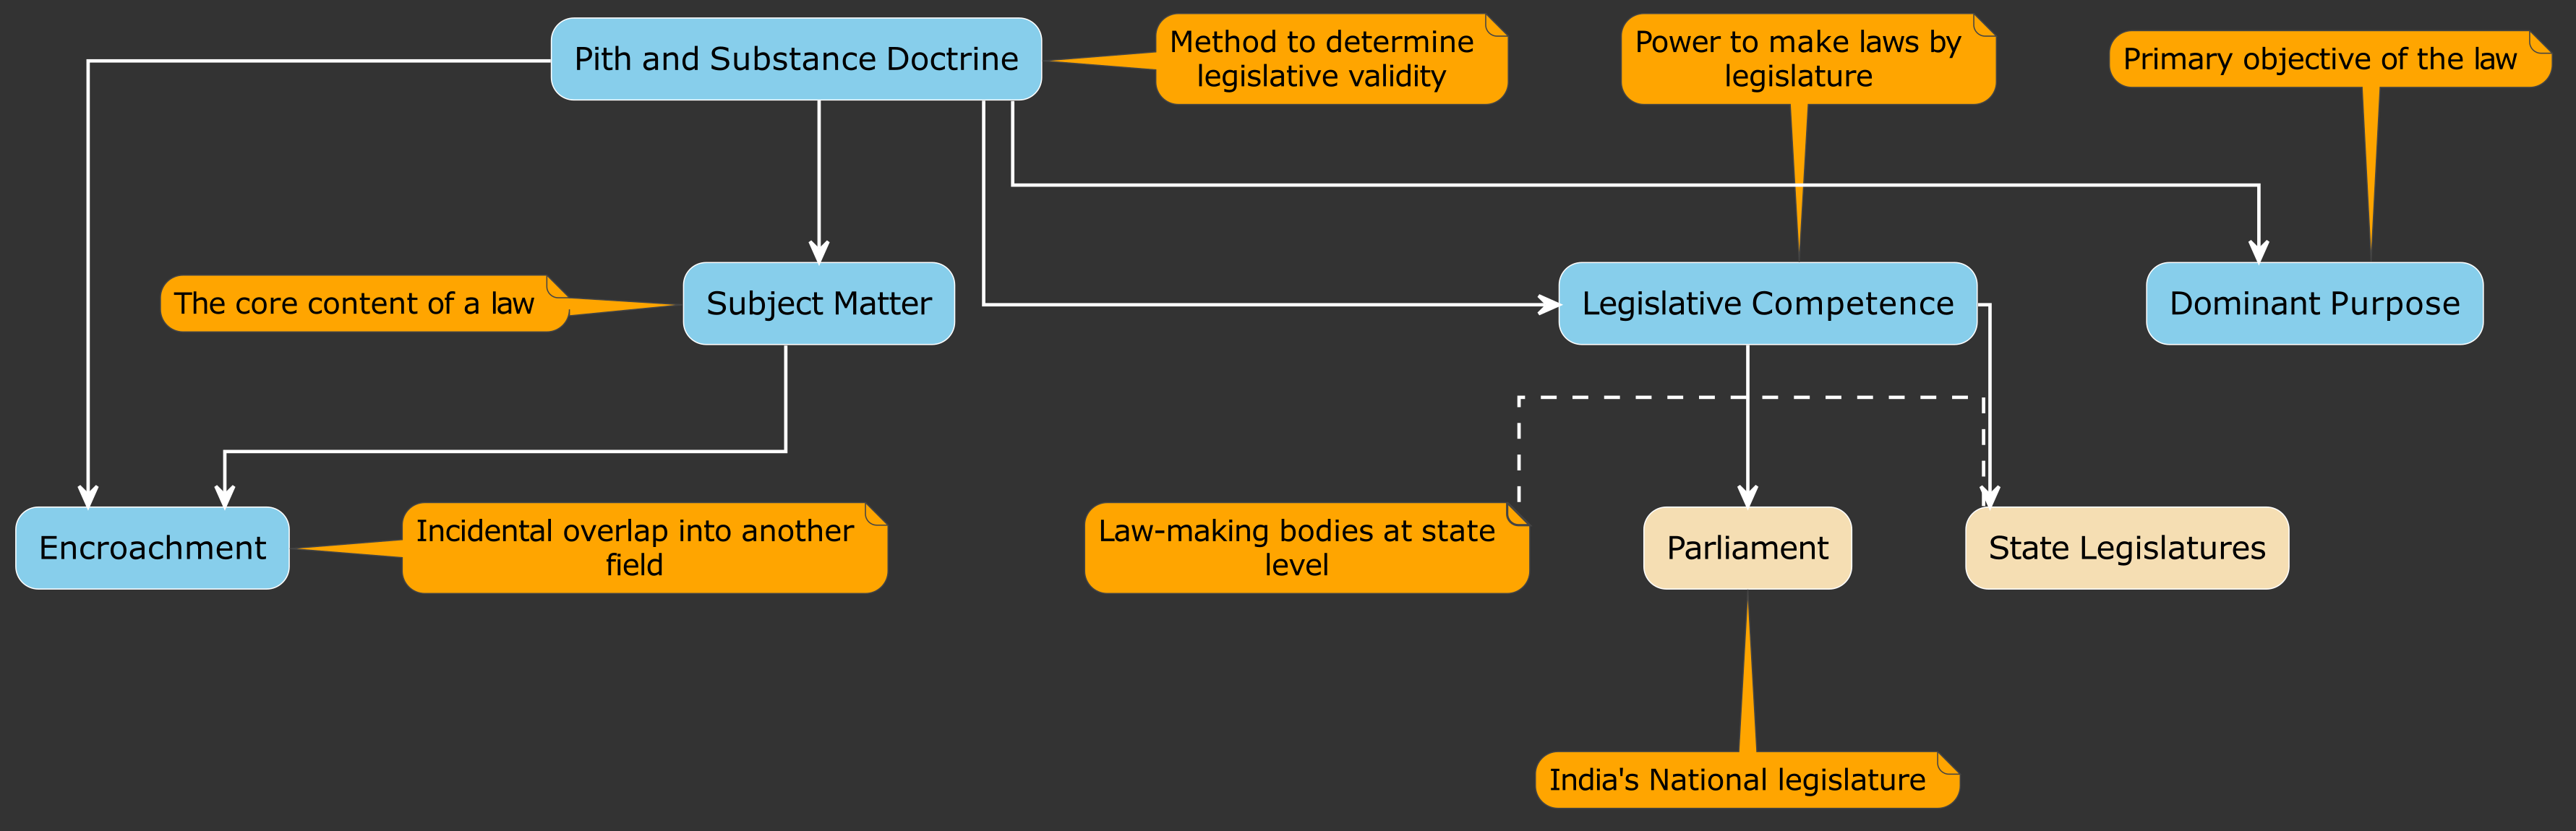 Pith and Substance Doctrine
Method to determine
legislative validity
Power to make laws by
legislature
Primary objective of the law
The core content of a law
Subject Matter
Legislative Competence
Dominant Purpose
Encroachment
Incidental overlap into another
field
Law-making bodies at state
level
Parliament
State Legislatures
India's National legislature